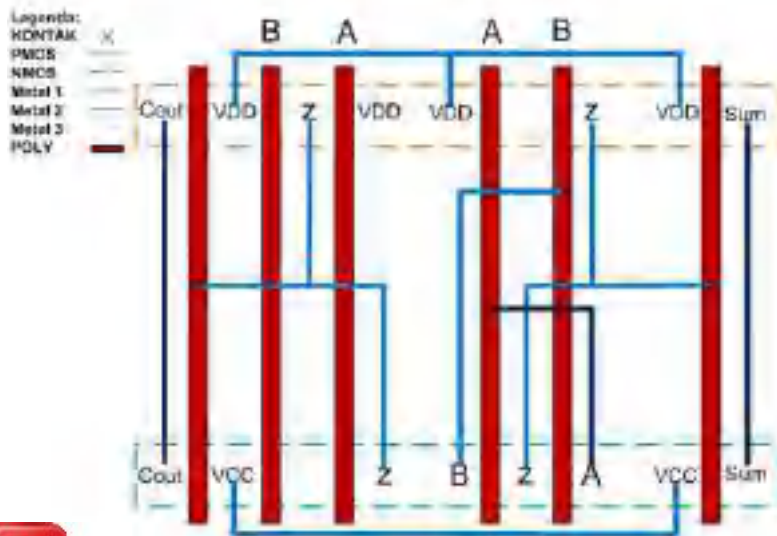 Legenda:
KONTAK X
PMOS
NMOS
Metal 1
Metal 2
Metal 3
POLY
B A A B
Cout VDD Z VDD VDD Z VDD Sum
Cout VCC Z B Z A VCC Sum